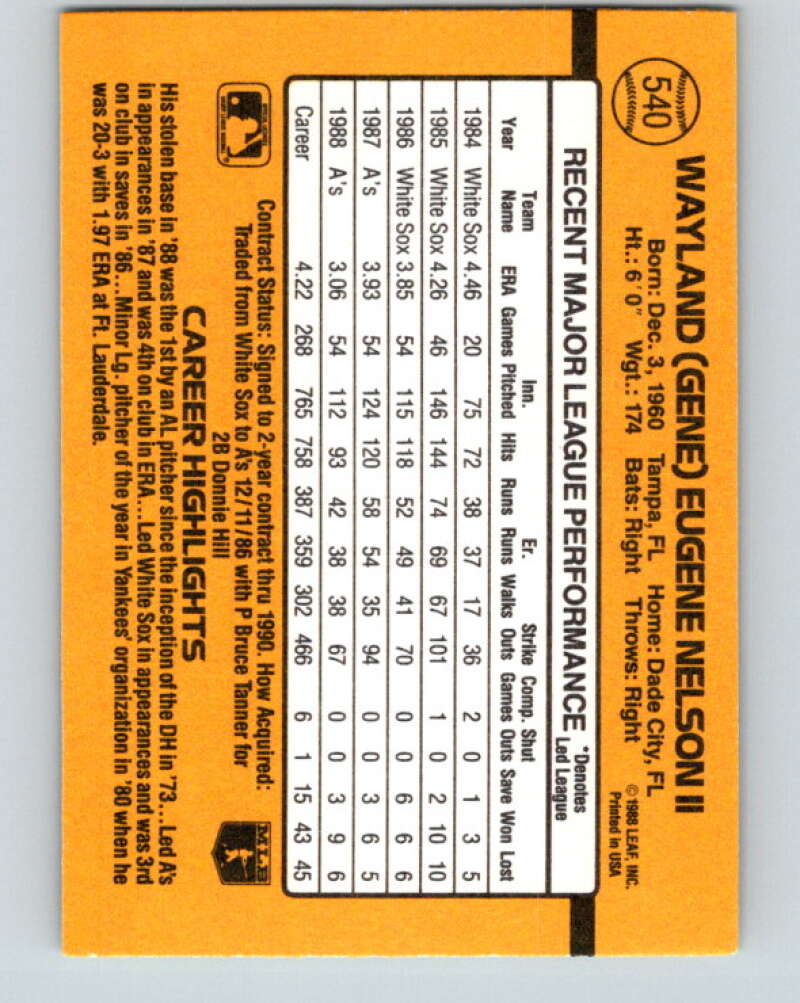 540
WAYLAND (GENE) EUGENE NELSON II
Born: Dec. 3, 1960 Tampa, FL Home: Dade City, FL
Ht.: 6' 0" Wgt.: 174 Bats: Right Throws: Right
© 1988 LEAF, INC.
Printed in USA
RECENT MAJOR LEAGUE PERFORMANCE
*Denotes
Led League
Team Inn. Er. Strike Comp. Shut
Year Name ERA Games Pitched Hits Runs Runs Walks Outs Games Outs Save Won Lost
1984 White Sox 4.46 20 75 72 38 37 17 36 2 0 1 3 5
1985 White Sox 4.26 46 146 144 74 69 67 101 1 0 2 10 10
1986 White Sox 3.85 54 115 118 52 49 41 70 0 0 6 6 6
1987 A's 3.93 54 124 120 58 54 35 94 0 0 3 6 5
1988 A's 3.06 54 112 93 42 38 38 67 0 0 3 9 6
Career 4.22 268 765 758 387 359 302 466 6 1 15 43 45
Contract Status: Signed to 2-year contract thru 1990. How Acquired:
Traded from White Sox to A's 12/11/86 with P Bruce Tanner for
2B Donnie Hill
MLB
CAREER HIGHLIGHTS
His stolen base in '88 was the 1st by an AL pitcher since the inception of the DH in '73...Led A's
in appearances in '87 and was 4th on club in ERA...Led White Sox in appearances and was 3rd
on club in saves in '86...Minor Lg. pitcher of the year in Yankees' organization in '80 when he
was 20-3 with 1.97 ERA at Ft. Lauderdale.